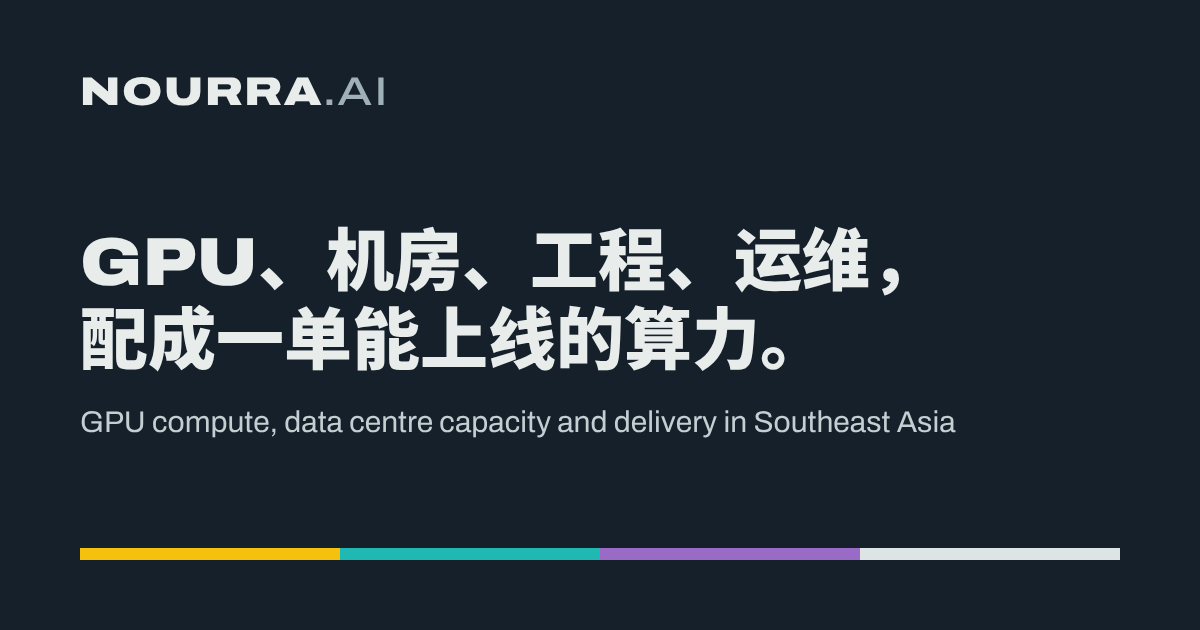 NOURRA.AI
GPU、机房、工程、运维，
配成一单能上线的算力。
GPU compute, data centre capacity and delivery in Southeast Asia